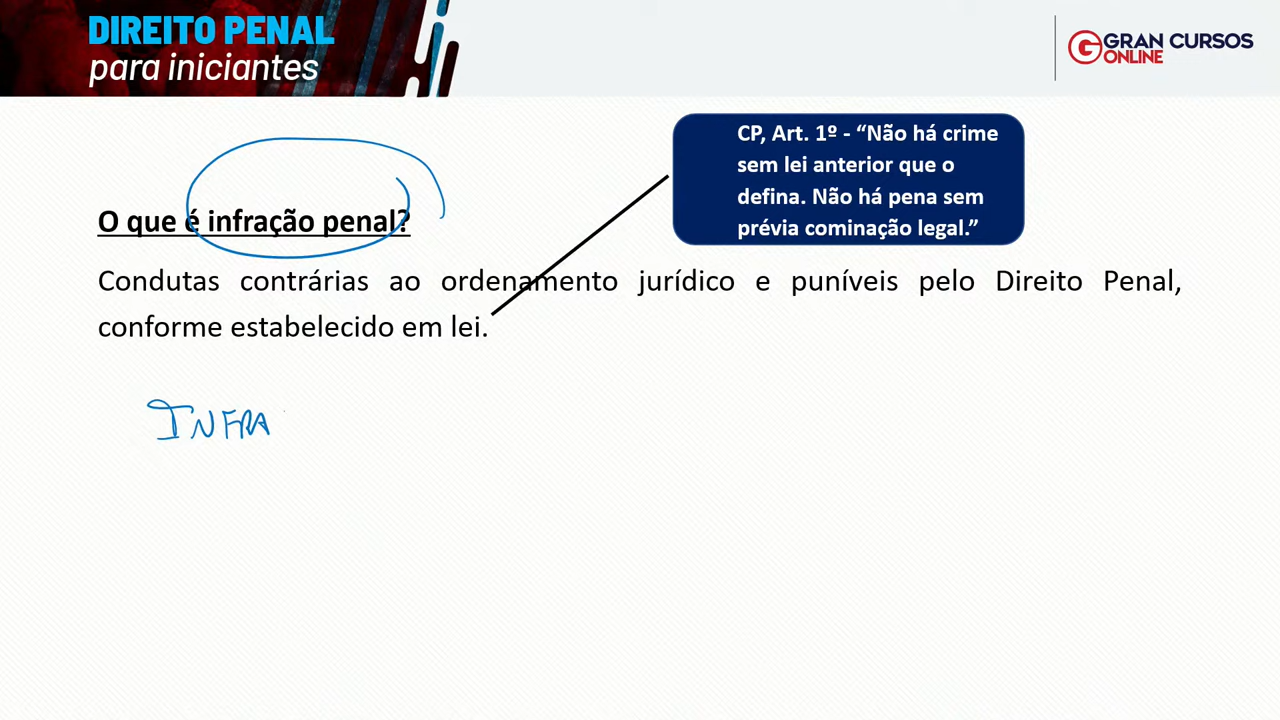 DIREITO PENAL
para iniciantes
GRAN CURSOS
ONLINE
CP, Art. 1º - “Não há crime
sem lei anterior que o
defina. Não há pena sem
prévia cominação legal.”
O que é infração penal?
Condutas contrárias ao ordenamento jurídico e puníveis pelo Direito Penal,
conforme estabelecido em lei.
INFRA